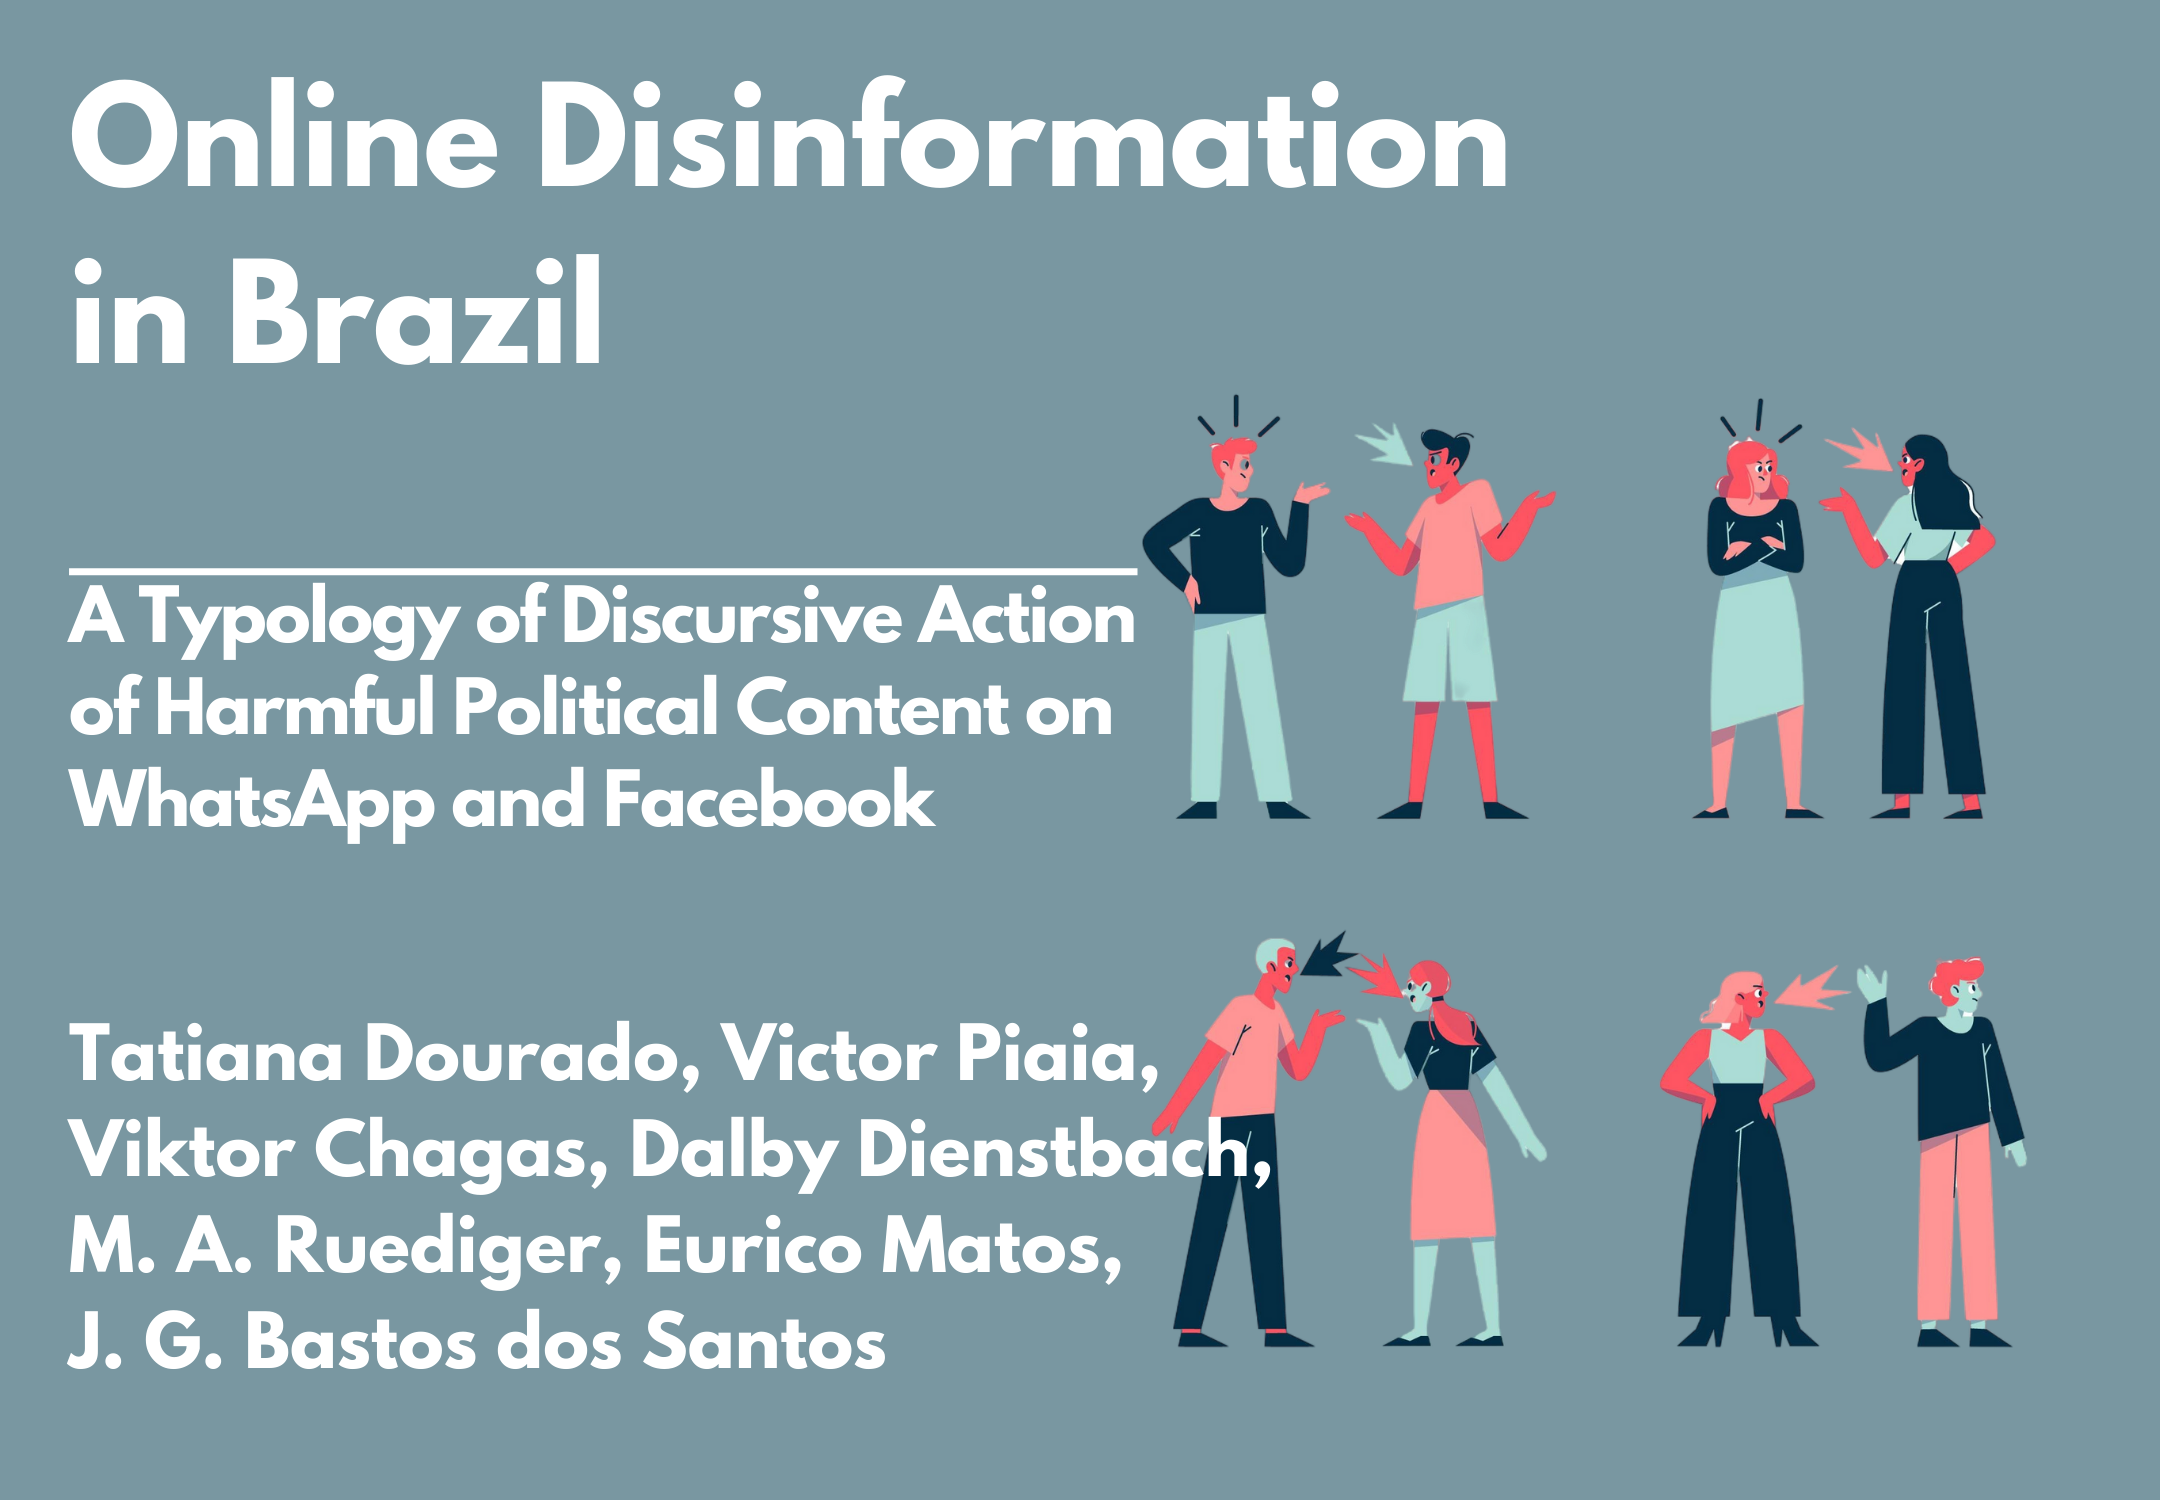 Online Disinformation
in Brazil
A Typology of Discursive Action
of Harmful Political Content on
WhatsApp and Facebook
Tatiana Dourado, Victor Piaia,
Viktor Chagas, Dalby Dienstbach,
M. A. Ruediger, Eurico Matos,
J. G. Bastos dos Santos